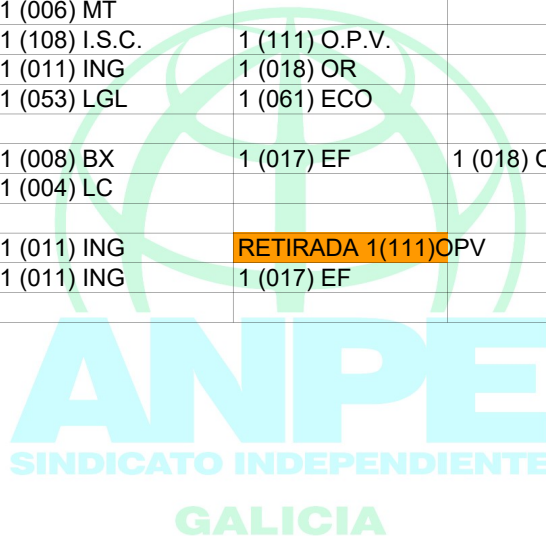 1 (006) MT
1 (108) I.S.C. 1 (111) O.P.V.
1 (011) ING 1 (018) OR
1 (053) LGL 1 (061) ECO
1 (008) BX 1 (017) EF 1 (018)
1 (004) LC
1 (011) ING RETIRADA 1(111)OPV
1 (011) ING 1 (017) EF
ANPE
SINDICATO INDEPENDIENTE
GALICIA